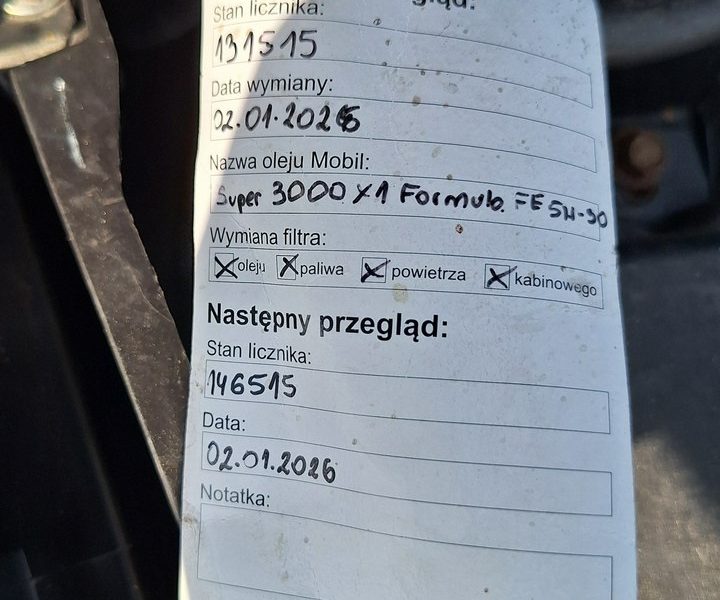 Stan licznika:
131515
Data wymiany:
02.01.2025
Nazwa oleju Mobil:
Super 3000 X1 Formula FE 5W-30
Wymiana filtra:
oleju paliwa powietrza kabinowego
Następny przegląd:
Stan licznika:
146515
Data:
02.01.2026
Notatka: